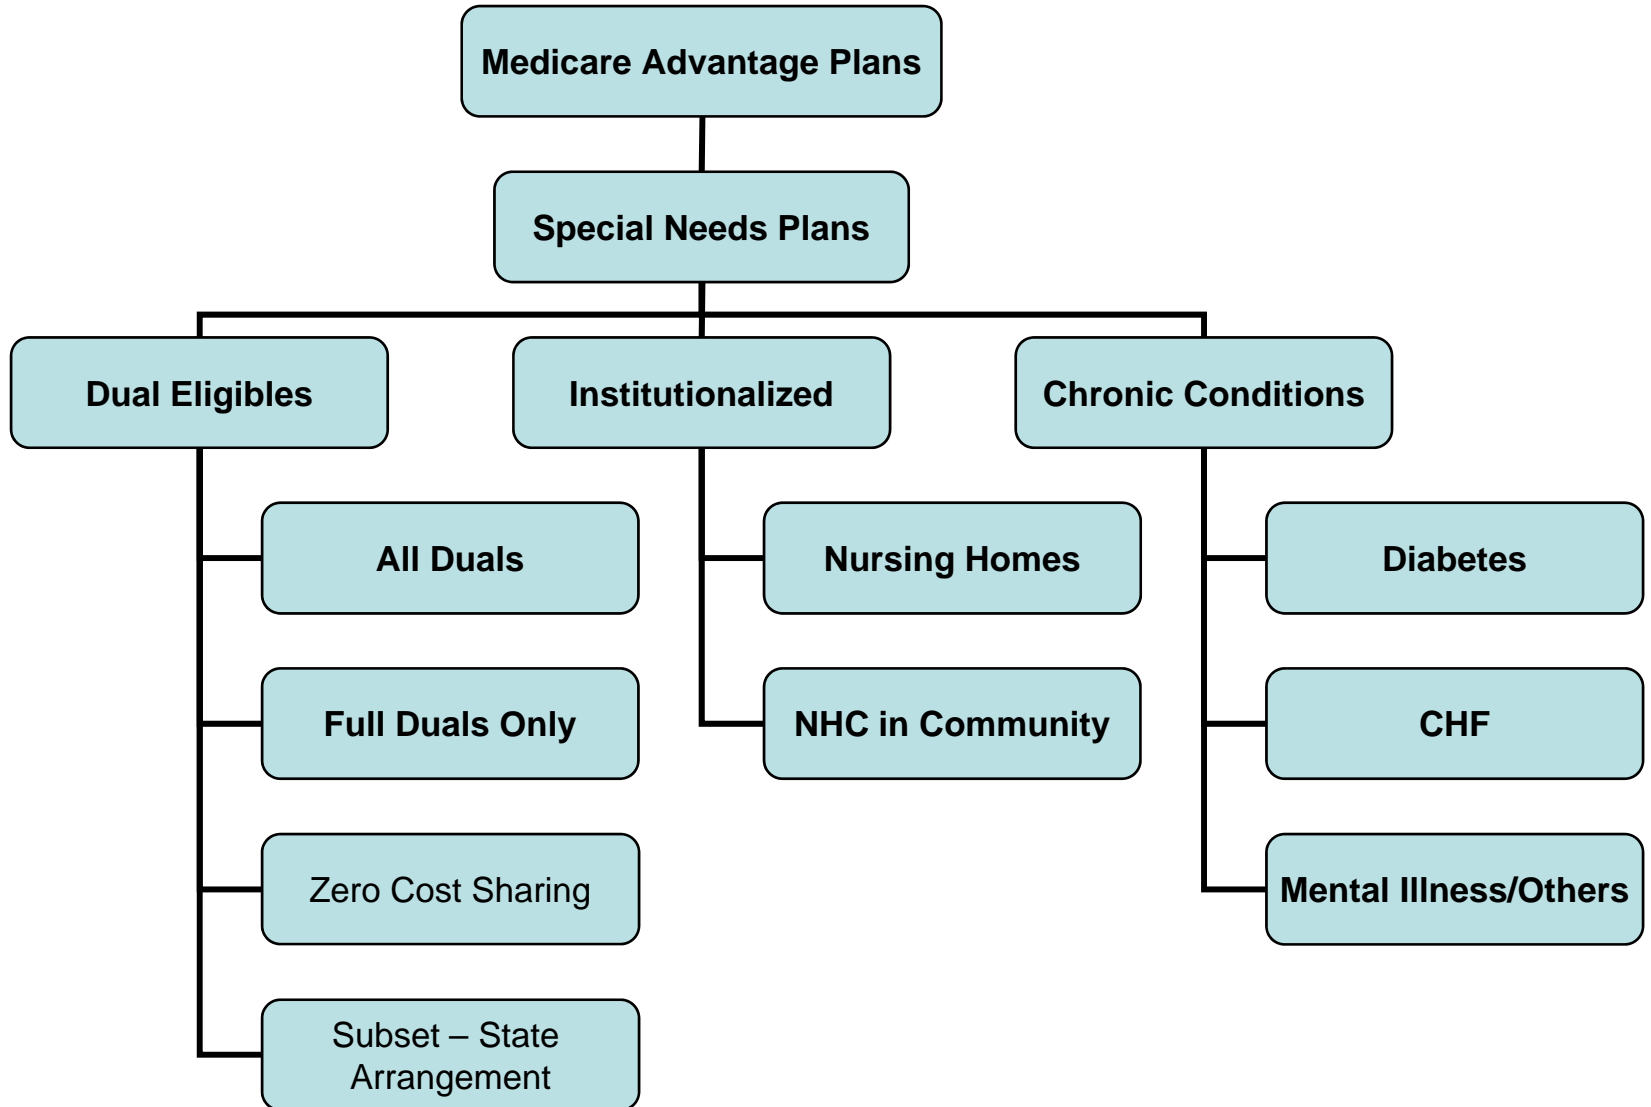 Medicare Advantage Plans
Special Needs Plans
Dual Eligibles
Institutionalized
Chronic Conditions
All Duals
Nursing Homes
Diabetes
Full Duals Only
NHC in Community
CHF
Zero Cost Sharing
Mental Illness/Others
Subset – State
Arrangement